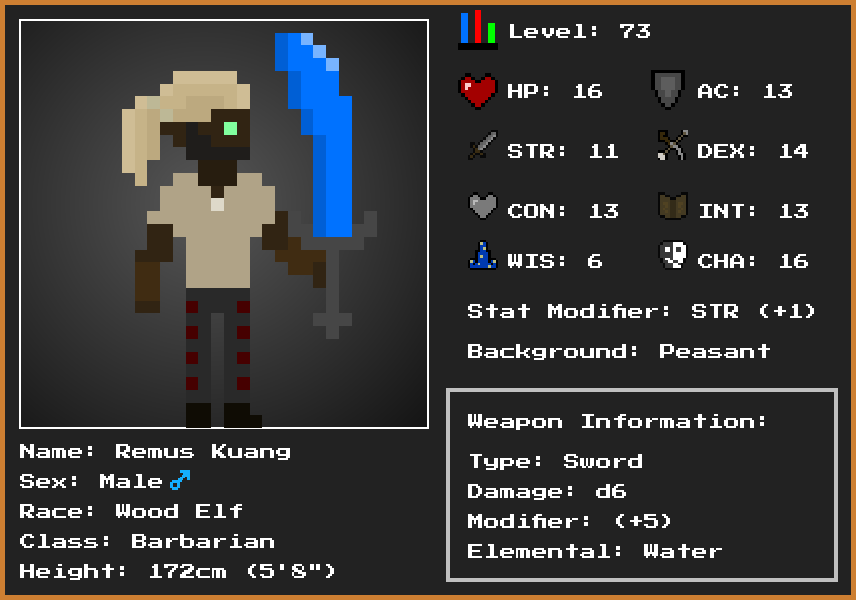 Level: 73
HP: 16 AC: 13
STR: 11 DEX: 14
CON: 13 INT: 13
WIS: 6 CHA: 16
Stat Modifier: STR (+1)
Background: Peasant
Weapon Information:
Type: Sword
Damage: d6
Modifier: (+5)
Elemental: Water
Name: Remus Kuang
Sex: Male ♂
Race: Wood Elf
Class: Barbarian
Height: 172cm (5'8")